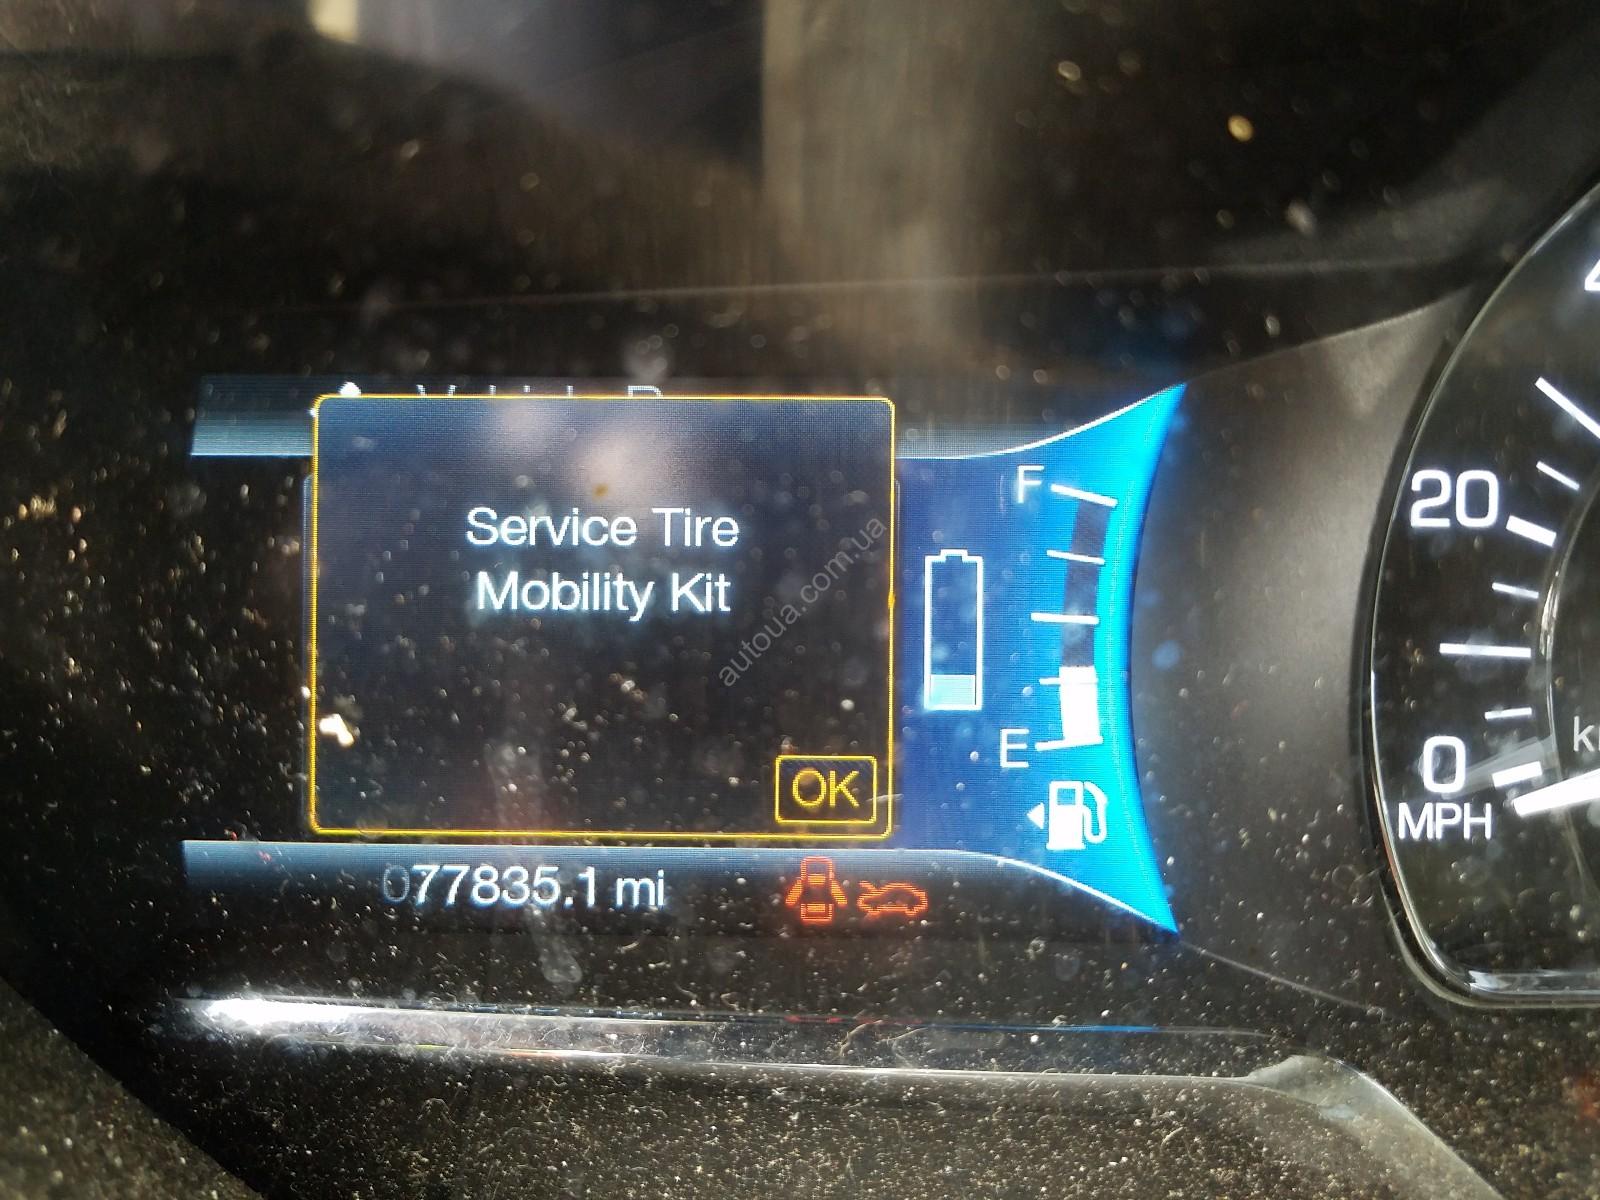 Service Tire
Mobility Kit
OK
F
E
077835.1 mi
20
0
MPH
autoua.com.ua